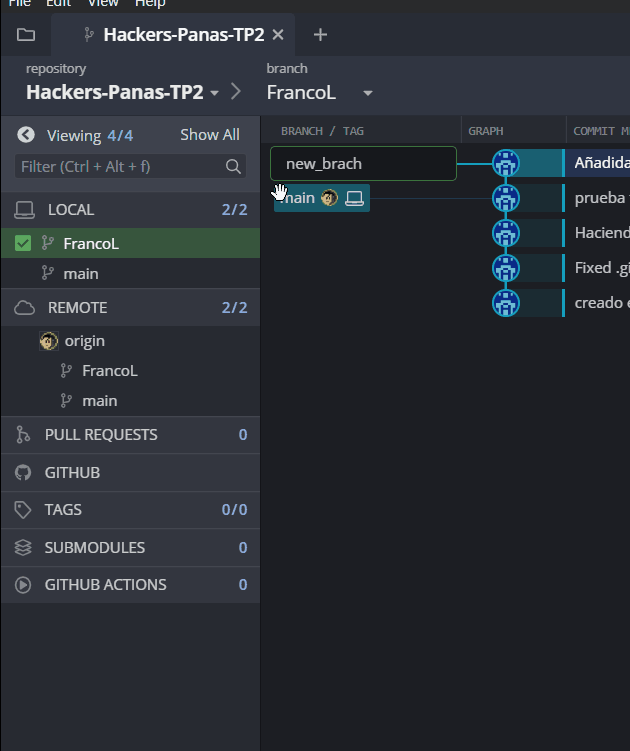 File Edit View Help
Hackers-Panas-TP2
repository
Hackers-Panas-TP2
branch
FrancoL
Viewing 4/4 Show All
Filter (Ctrl + Alt + f)
LOCAL 2/2
FrancoL
main
REMOTE 2/2
origin
FrancoL
main
PULL REQUESTS 0
GITHUB
TAGS 0/0
SUBMODULES 0
GITHUB ACTIONS 0
BRANCH / TAG GRAPH COMMIT M
new_brach Añadida
main prueba
Haciend
Fixed .gi
creado e